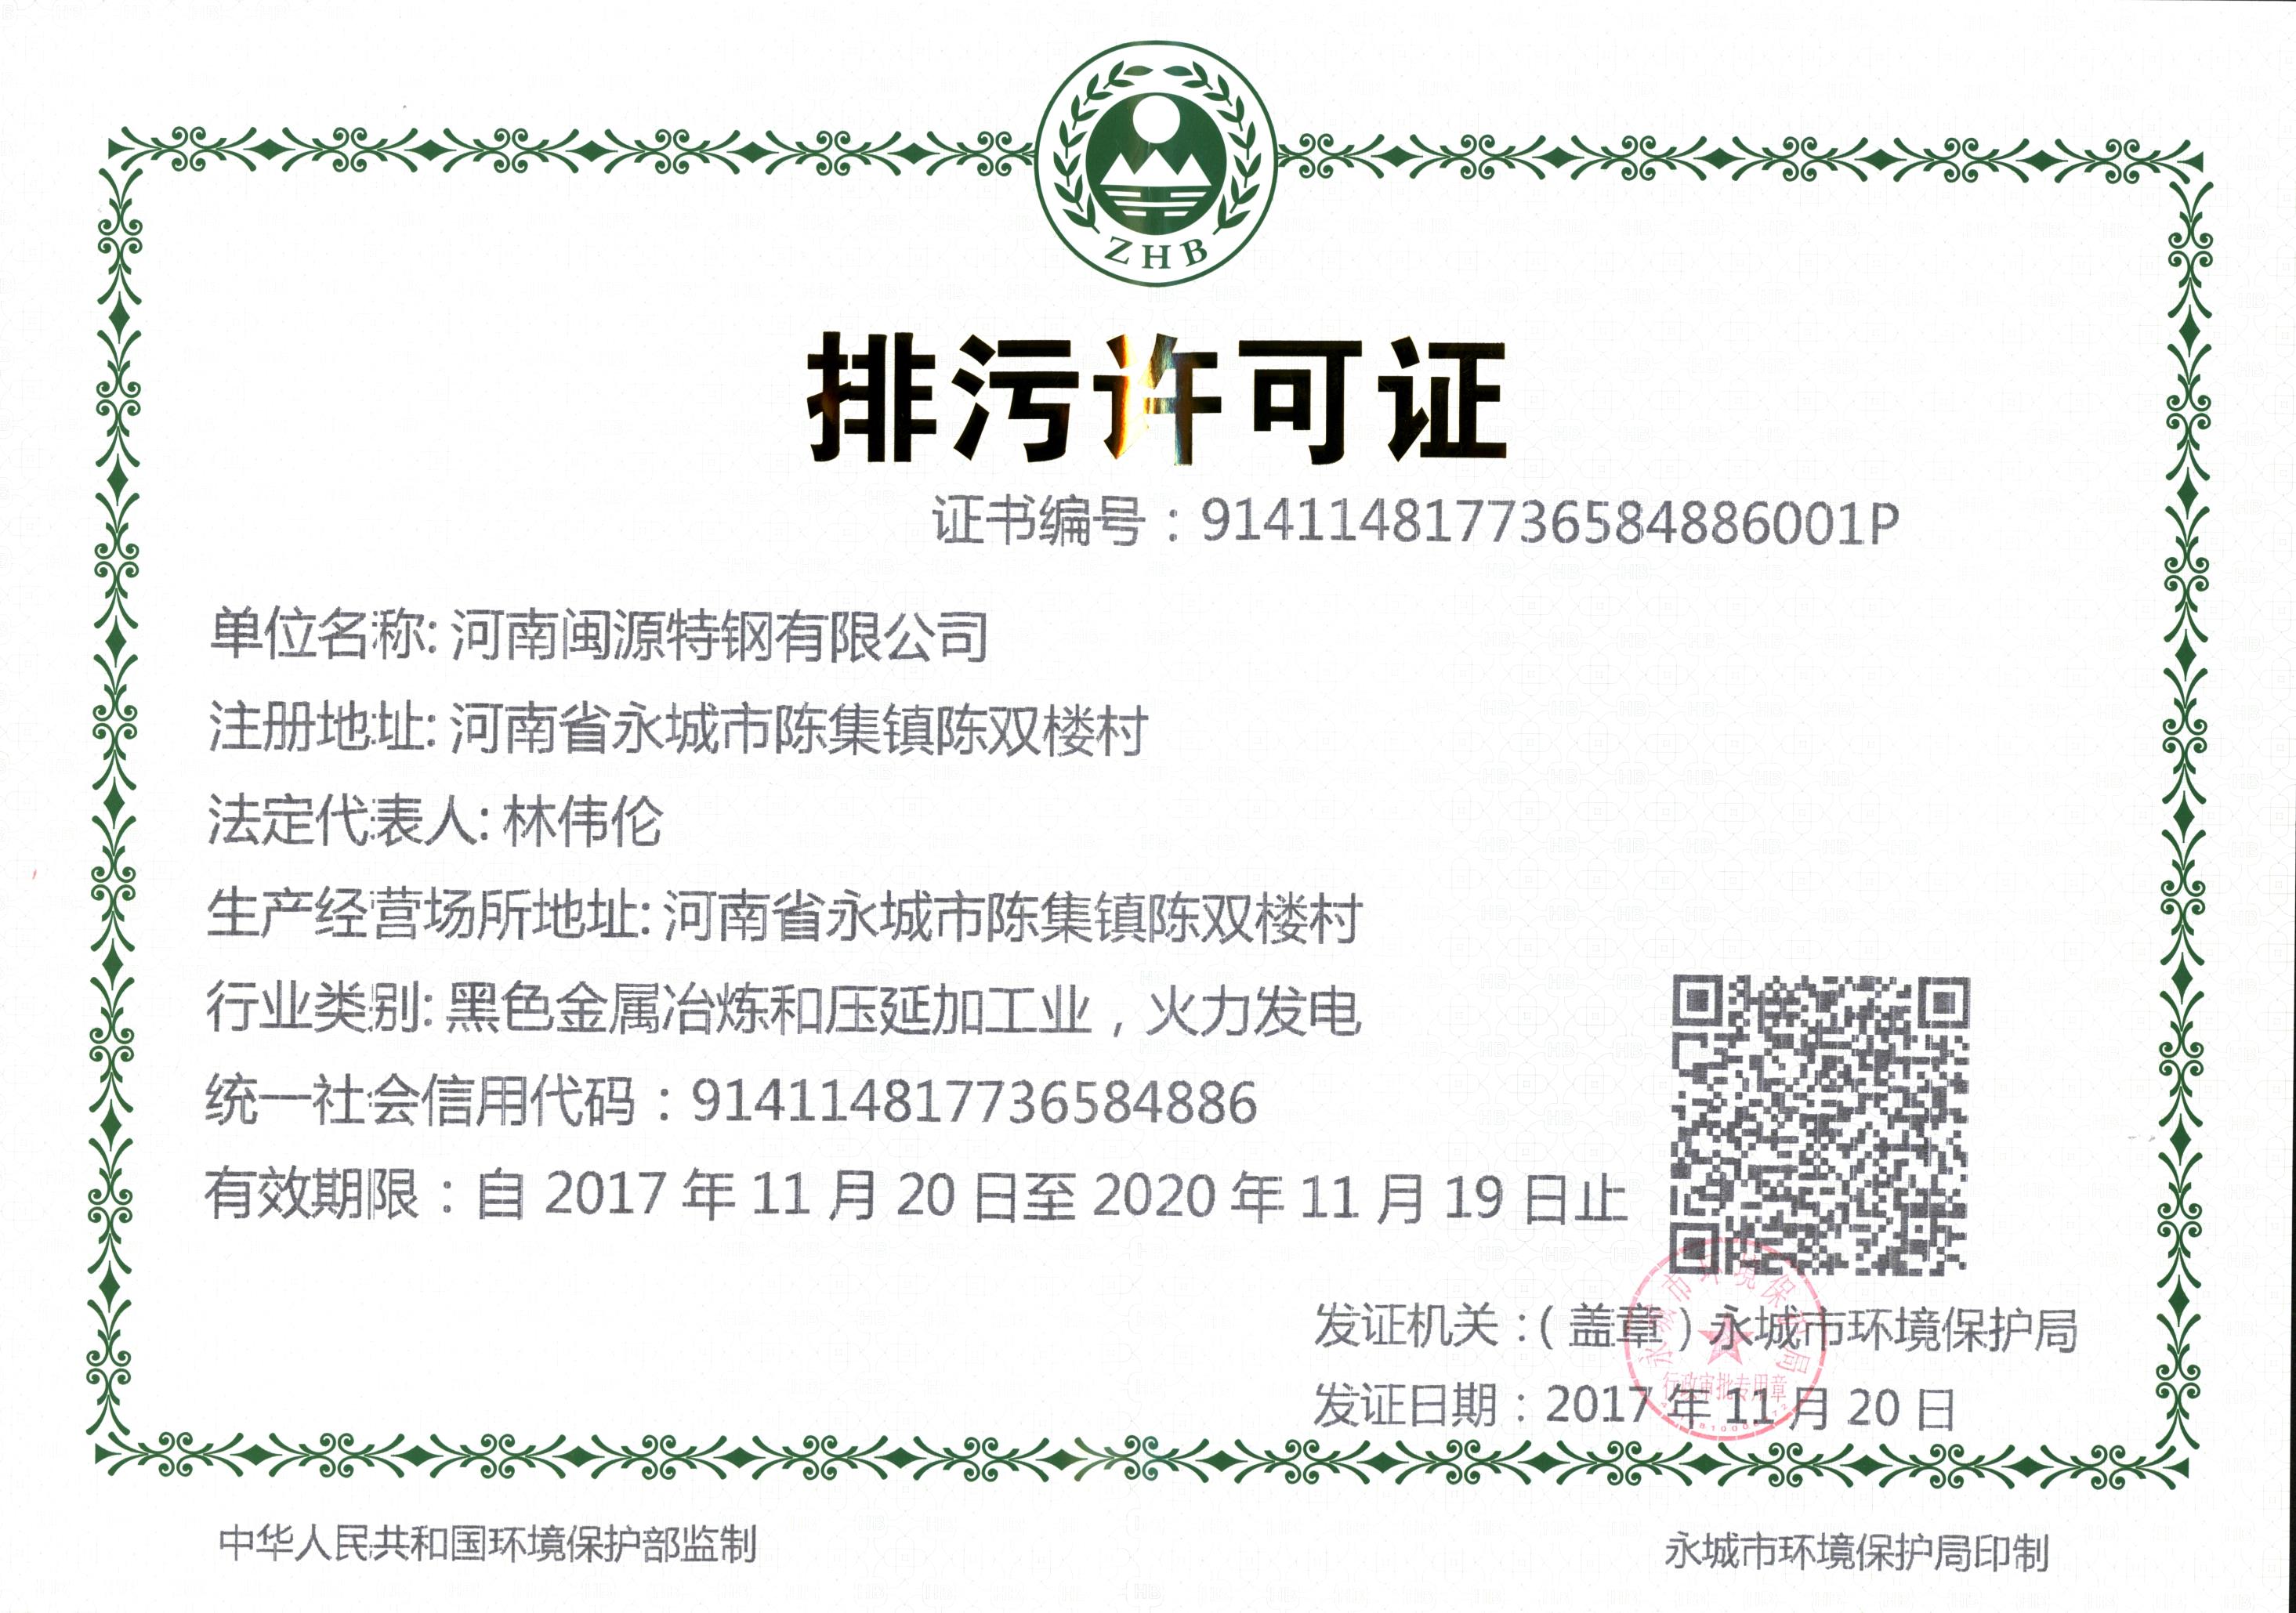 ZHB
排污许可证
证书编号：914114817736584886001P
单位名称: 河南闽源特钢有限公司
注册地址: 河南省永城市陈集镇陈双楼村
法定代表人: 林伟伦
生产经营场所地址: 河南省永城市陈集镇陈双楼村
行业类别: 黑色金属冶炼和压延加工业，火力发电
统一社会信用代码：914114817736584886
有效期限：自 2017 年 11 月 20 日至 2020 年 11 月 19 日止
永城市环境保护局
行政审批专用章
发证机关：（盖章）永城市环境保护局
发证日期：2017 年 11 月 20 日
中华人民共和国环境保护部监制
永城市环境保护局印制